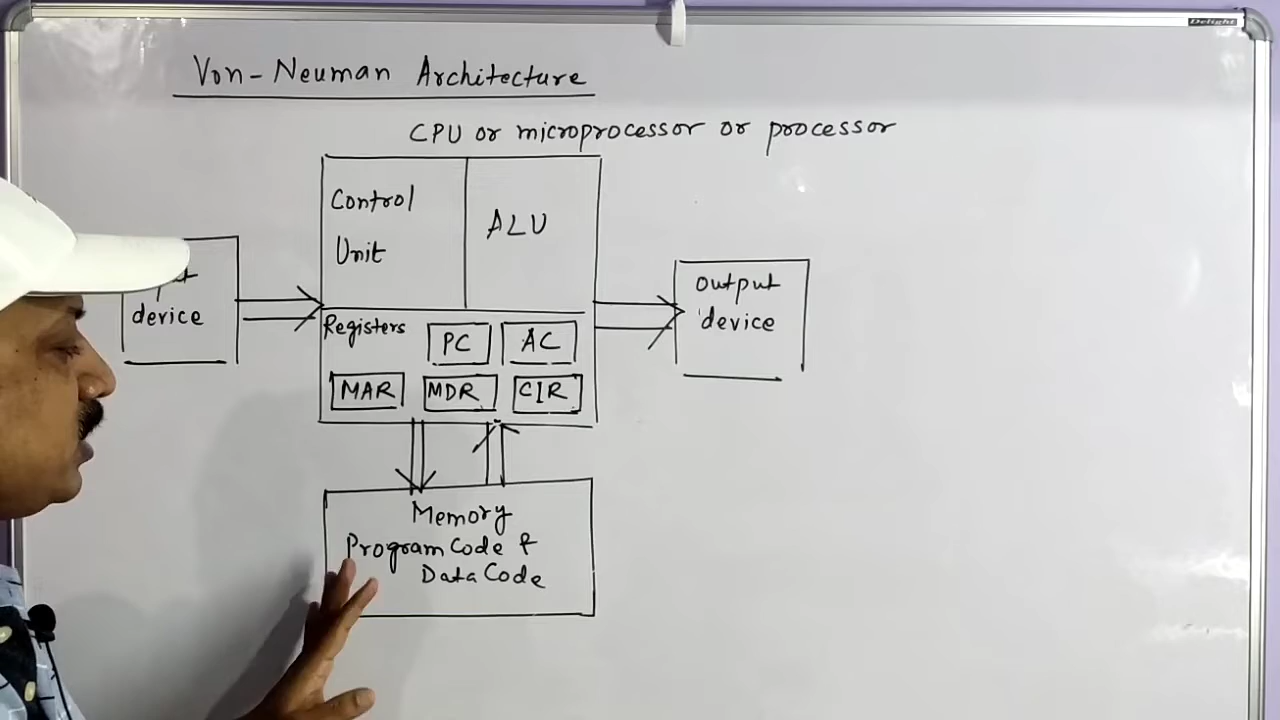 Delight
Von-Neuman Architecture
CPU or microprocessor or processor
Control
Unit
ALU
device
Output
device
Registers
PC
AC
MAR
MDR
CIR
Memory
Program Code &
Data Code